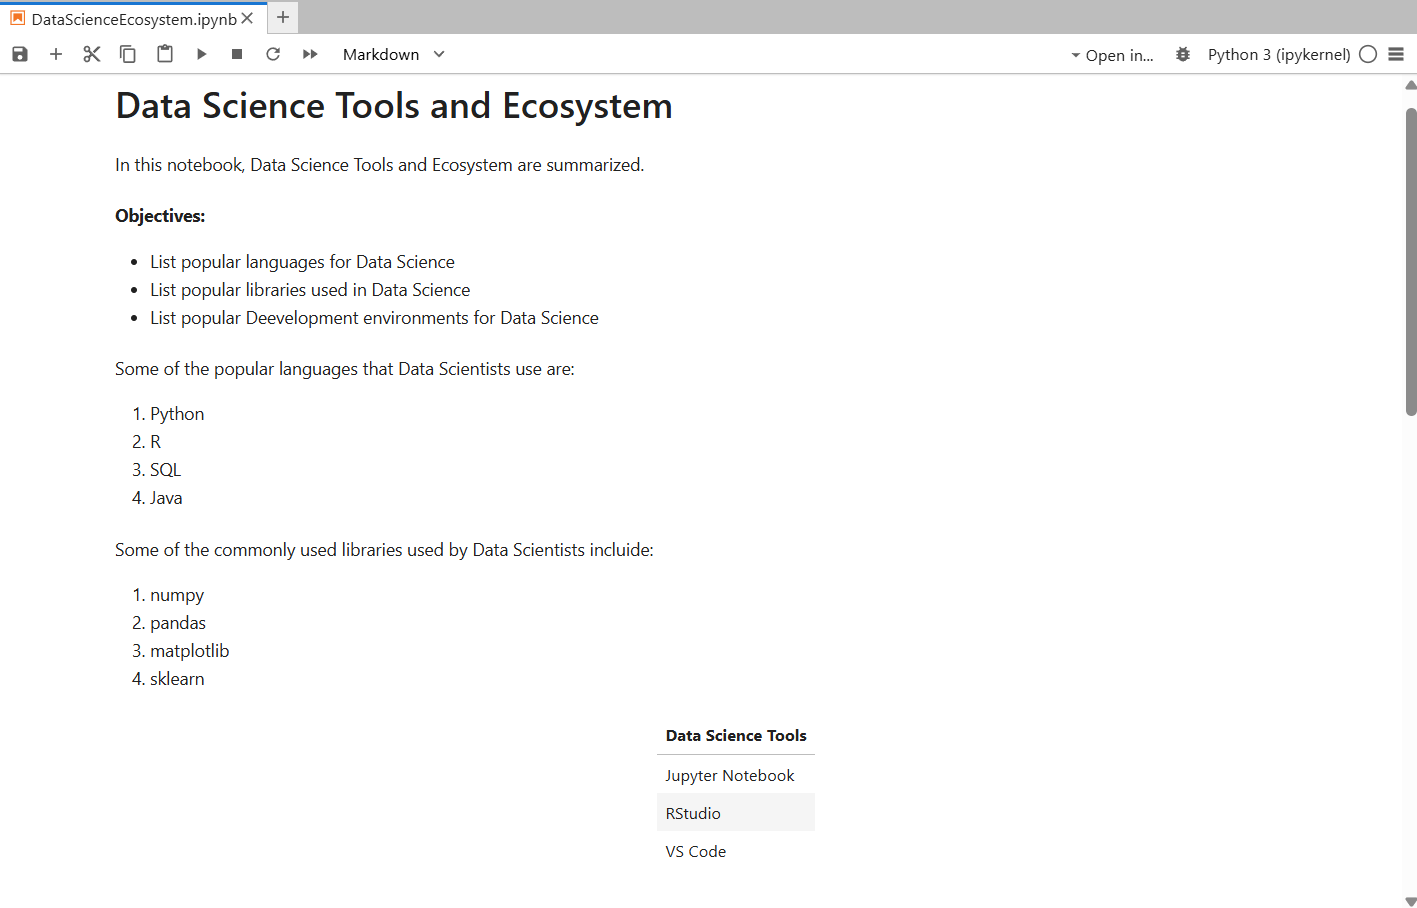 DataScienceEcosystem.ipynb
Markdown
Open in...
Python 3 (ipykernel)
Data Science Tools and Ecosystem
In this notebook, Data Science Tools and Ecosystem are summarized.
Objectives:
• List popular languages for Data Science
• List popular libraries used in Data Science
• List popular Deevelopment environments for Data Science
Some of the popular languages that Data Scientists use are:
1. Python
2. R
3. SQL
4. Java
Some of the commonly used libraries used by Data Scientists incluide:
1. numpy
2. pandas
3. matplotlib
4. sklearn
Data Science Tools
Jupyter Notebook
RStudio
VS Code